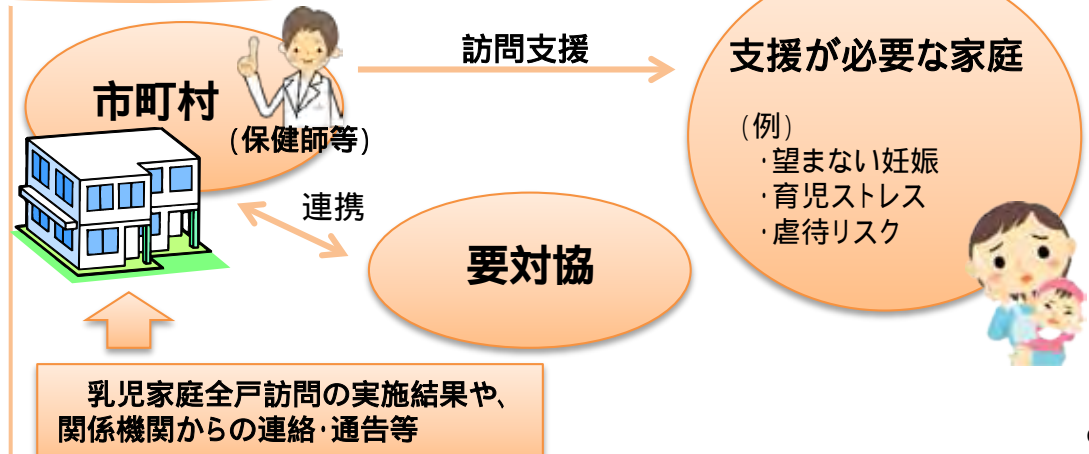 訪問支援
市町村
(保健師等)
支援が必要な家庭
(例)
・望まない妊娠
・育児ストレス
・虐待リスク
連携
要対協
乳児家庭全戸訪問の実施結果や、
関係機関からの連絡・通告等